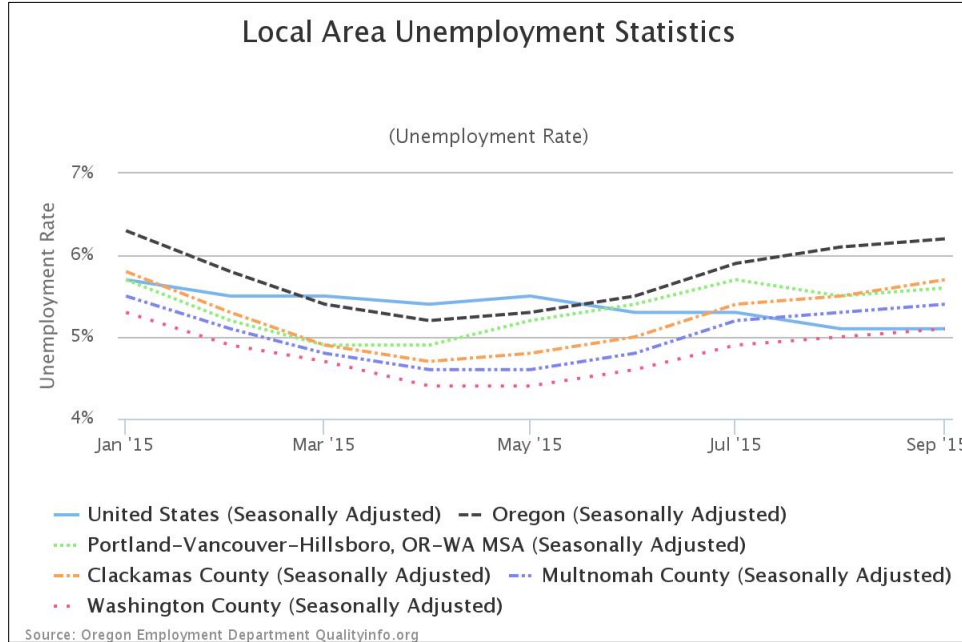 Local Area Unemployment Statistics
(Unemployment Rate)
7%
6%
5%
4%
Unemployment Rate
Jan '15 Mar '15 May '15 Jul '15 Sep '15
United States (Seasonally Adjusted) Oregon (Seasonally Adjusted)
Portland-Vancouver-Hillsboro, OR-WA MSA (Seasonally Adjusted)
Clackamas County (Seasonally Adjusted) Multnomah County (Seasonally Adjusted)
Washington County (Seasonally Adjusted)
Source: Oregon Employment Department Qualityinfo.org